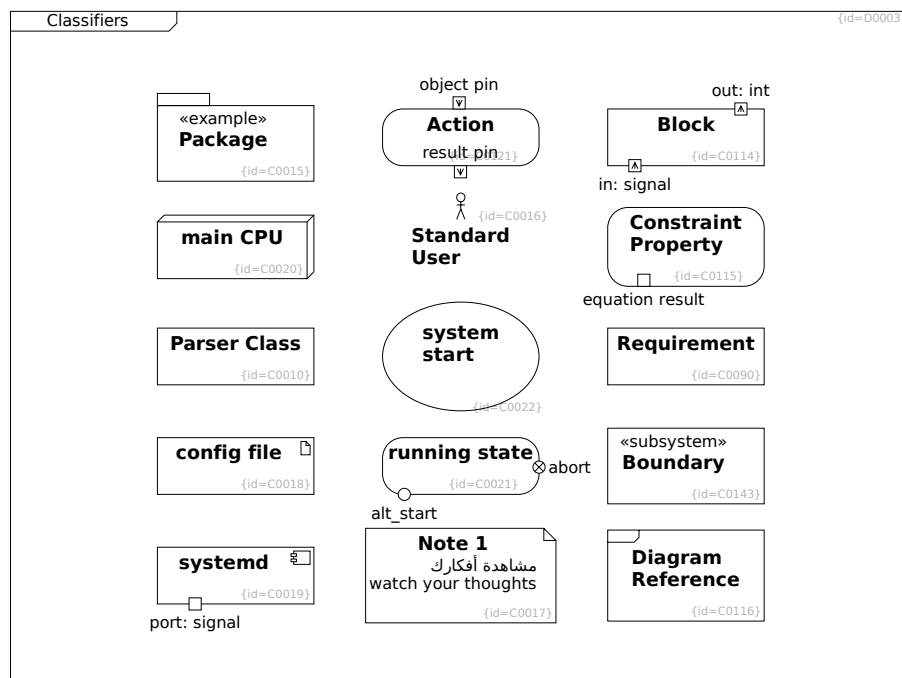 Classifiers
{id=D0003}
«example»
Package
{id=C0015}
object pin
Action
result pin
{id=C0121}
out: int
Block
{id=C0114}
in: signal
main CPU
{id=C0020}
{id=C0016}
Standard
User
Constraint
Property
{id=C0115}
equation result
Parser Class
{id=C0010}
system
start
{id=C0022}
Requirement
{id=C0090}
config file
{id=C0018}
running state
{id=C0021}
abort
alt_start
«subsystem»
Boundary
{id=C0143}
systemd
{id=C0019}
port: signal
Note 1
مشاهدة أفكارك
watch your thoughts
{id=C0017}
Diagram
Reference
{id=C0116}